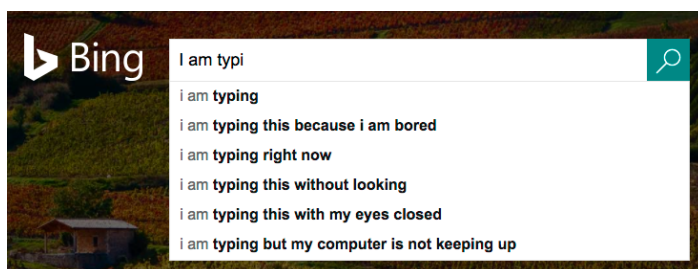 Bing
I am typi
i am typing
i am typing this because i am bored
i am typing right now
i am typing this without looking
i am typing this with my eyes closed
i am typing but my computer is not keeping up